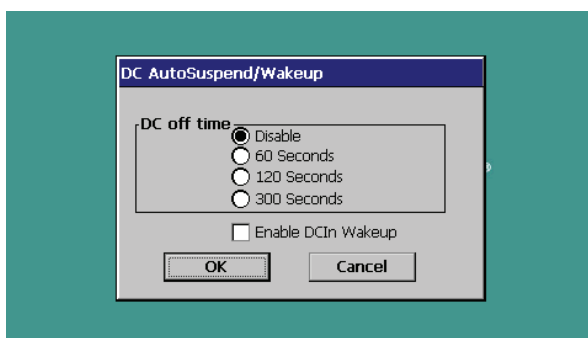 DC AutoSuspend/Wakeup
DC off time
Disable
60 Seconds
120 Seconds
300 Seconds
Enable DCIn Wakeup
OK Cancel